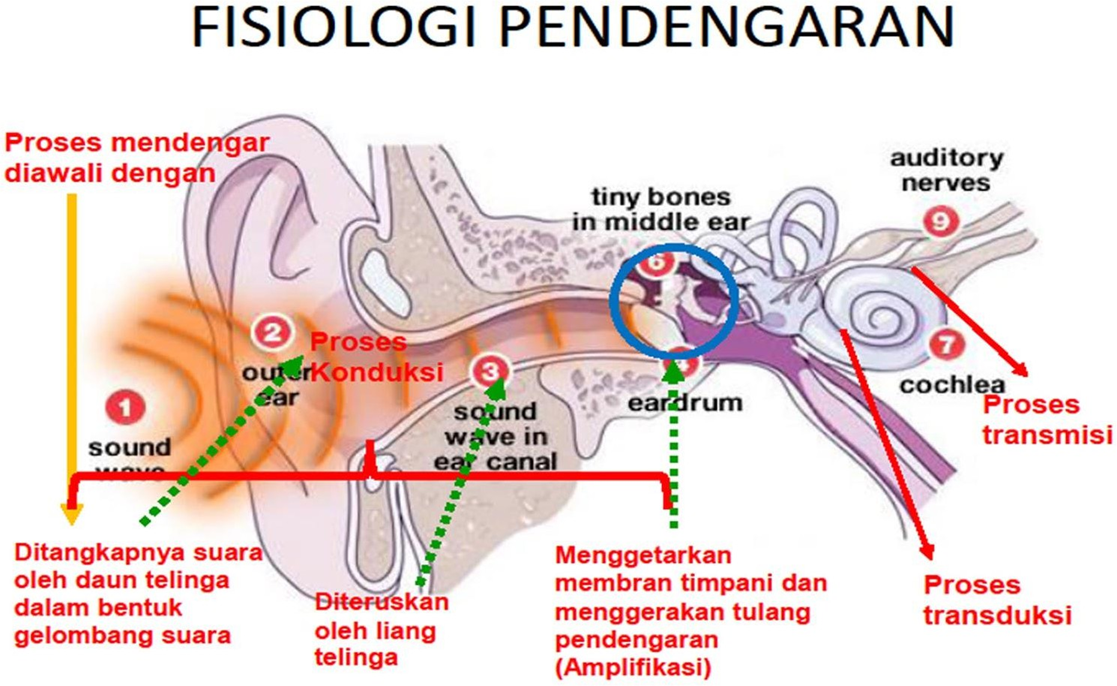 FISIOLOGI PENDENGARAN
Proses mendengar
diawali dengan
1
sound
wave
2
outer
ear
Proses
Konduksi
3
sound
wave in
ear canal
tiny bones
in middle ear
6
eardrum
auditory
nerves
9
7
cochlea
Proses
transmisi
Ditangkapnya suara
oleh daun telinga
dalam bentuk
gelombang suara
Diteruskan
oleh liang
telinga
Menggetarkan
membran timpani dan
menggerakan tulang
pendengaran
(Amplifikasi)
Proses
transduksi